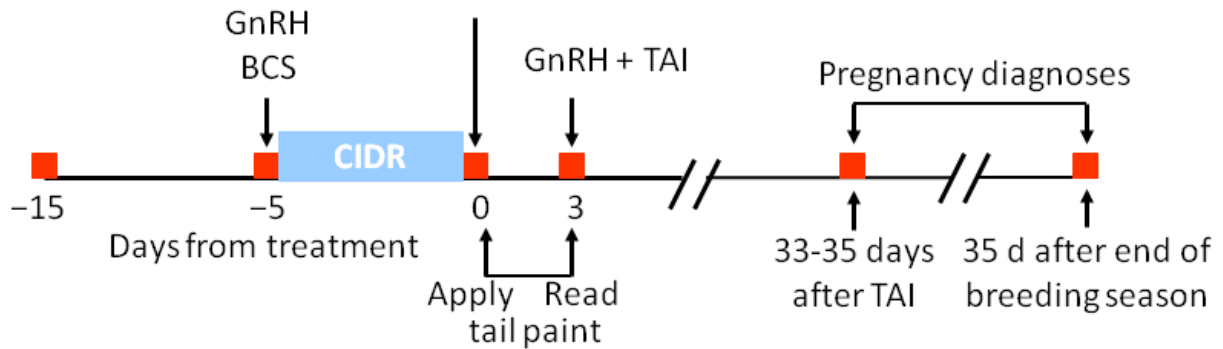 GnRH
BCS
GnRH + TAI
Pregnancy diagnoses
CIDR
−15
−5
0
3
Days from treatment
33-35 days
after TAI
35 d after end of
breeding season
Apply
Read
tail paint